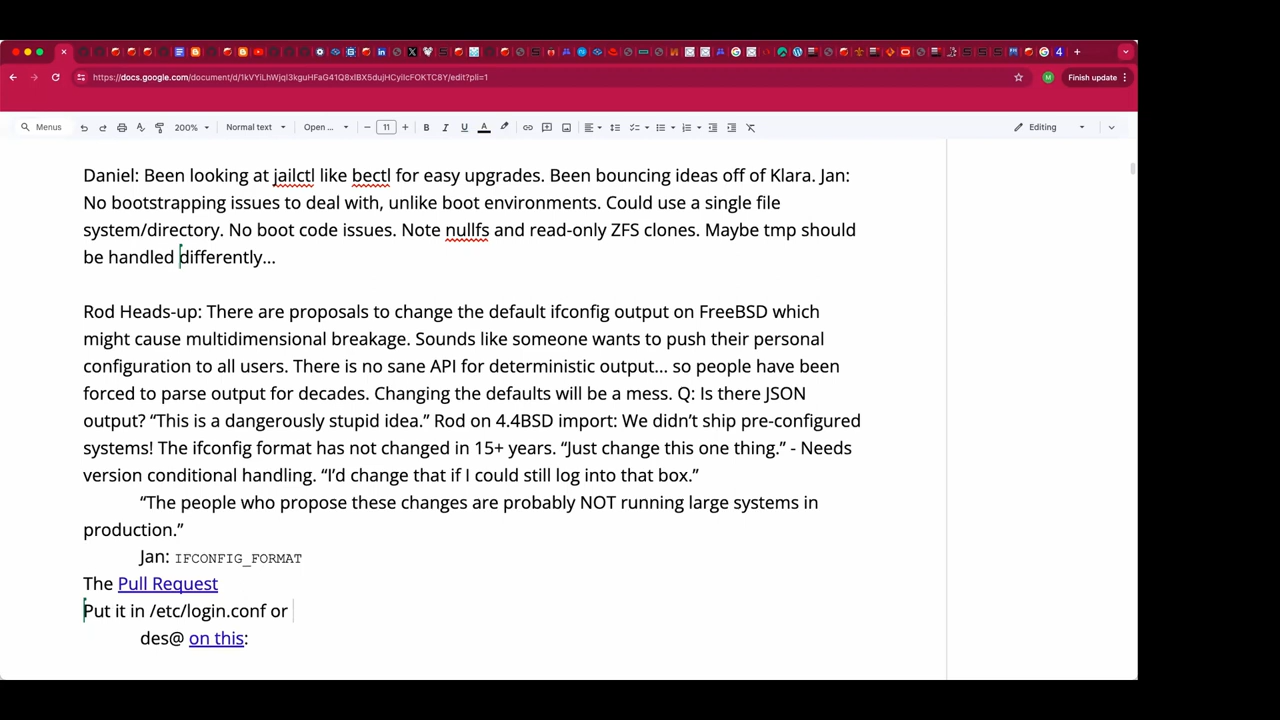 https://docs.google.com/document/d/1kVYiLhWjql3kguHFaG41Q8xlBX5dujHCyilcFOKTC8Y/edit?pli=1
M
Finish update
Menus
200%
Normal text
Open ...
11
Editing
Daniel: Been looking at jailctl like bectl for easy upgrades. Been bouncing ideas off of Klara. Jan:
No bootstrapping issues to deal with, unlike boot environments. Could use a single file
system/directory. No boot code issues. Note nullfs and read-only ZFS clones. Maybe tmp should
be handled differently...
Rod Heads-up: There are proposals to change the default ifconfig output on FreeBSD which
might cause multidimensional breakage. Sounds like someone wants to push their personal
configuration to all users. There is no sane API for deterministic output... so people have been
forced to parse output for decades. Changing the defaults will be a mess. Q: Is there JSON
output? “This is a dangerously stupid idea.” Rod on 4.4BSD import: We didn’t ship pre-configured
systems! The ifconfig format has not changed in 15+ years. “Just change this one thing.” - Needs
version conditional handling. “I’d change that if I could still log into that box.”
“The people who propose these changes are probably NOT running large systems in
production.”
Jan: IFCONFIG_FORMAT
The Pull Request
Put it in /etc/login.conf or
des@ on this: